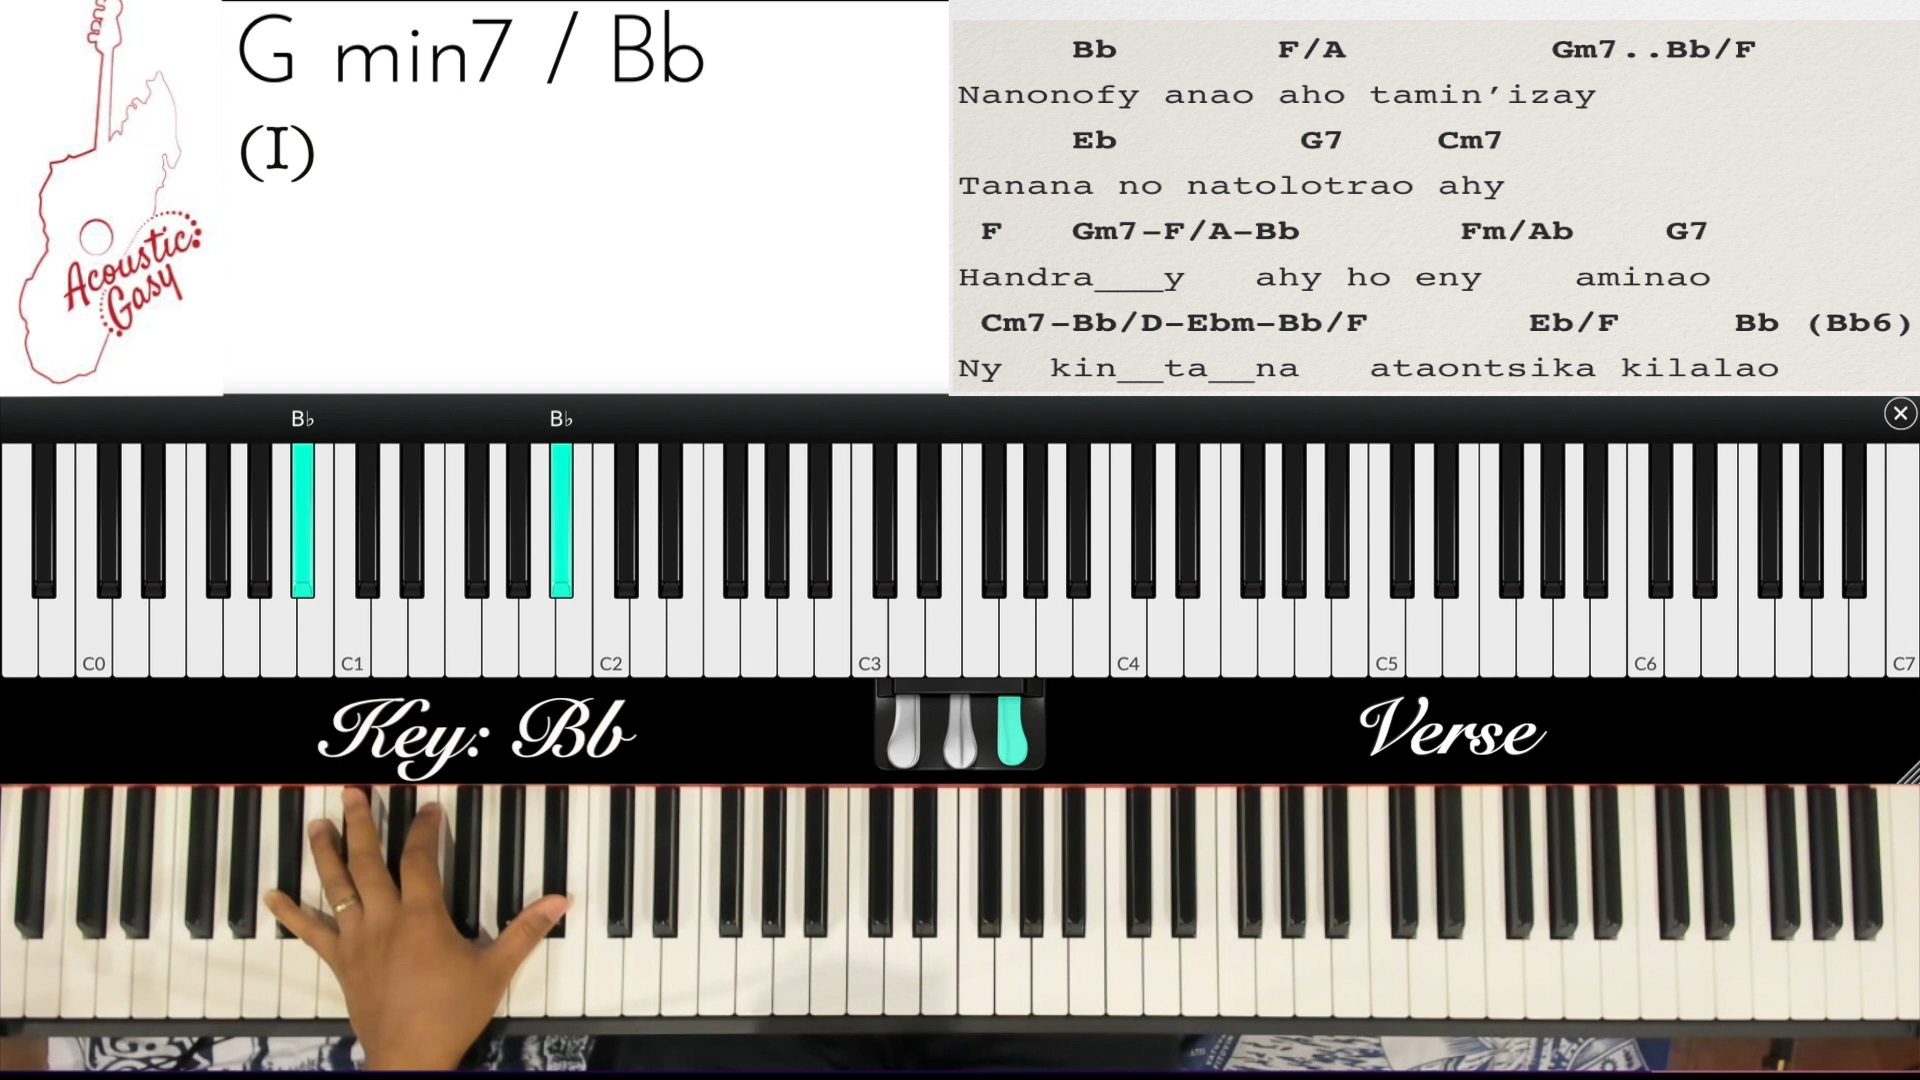 G min7 / Bb
(I)
Acoustic
Gasy
Bb F/A Gm7..Bb/F
Nanonofy anao aho tamin’izay
Eb G7 Cm7
Tanana no natolotrao ahy
F Gm7-F/A-Bb Fm/Ab G7
Handra___y ahy ho eny aminao
Cm7-Bb/D-Ebm-Bb/F Eb/F Bb (Bb6)
Ny kin__ta__na ataontsika kilalao
B♭ B♭
C0 C1 C2 C3 C4 C5 C6 C7
Key: Bb
Verse